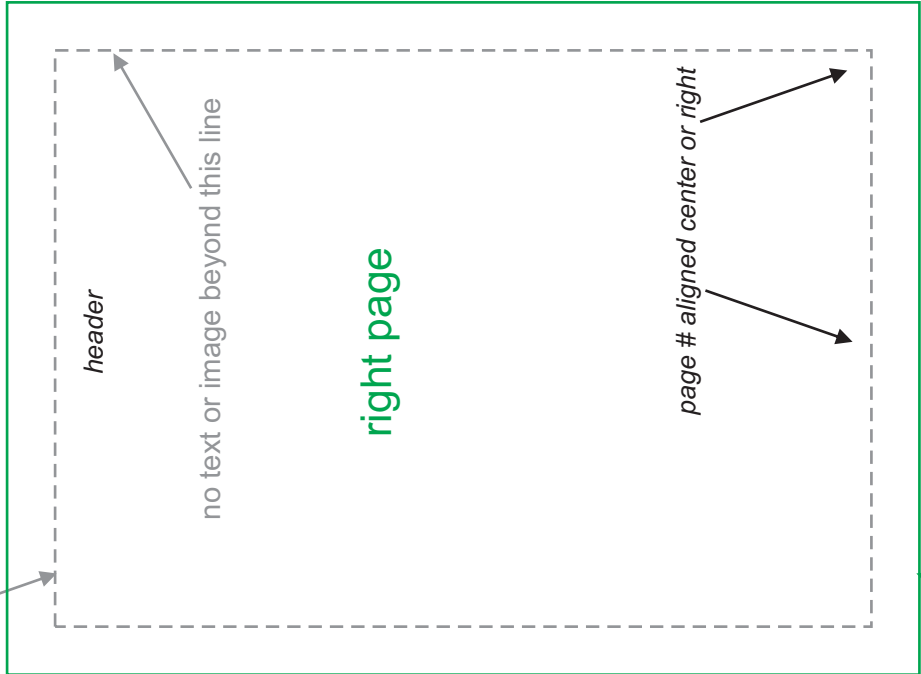 header
no text or image beyond this line
right page
page # aligned center or right